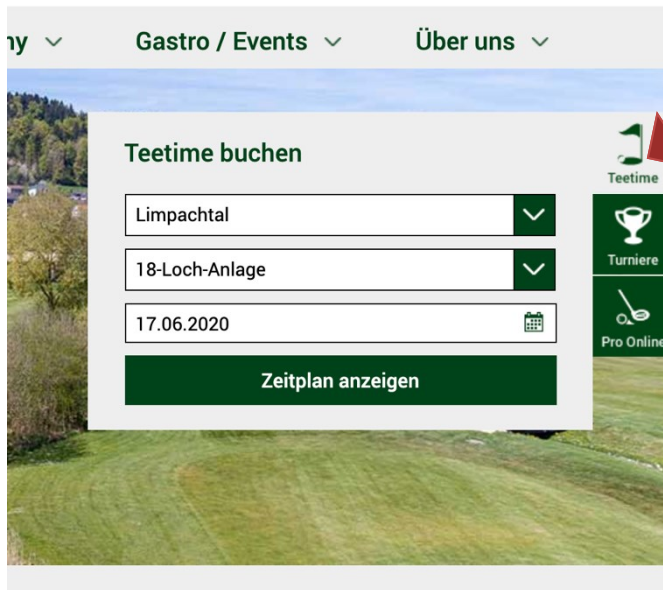 Gastro / Events
Über uns
Teetime buchen
Limpachtal
18-Loch-Anlage
17.06.2020
Zeitplan anzeigen
Teetime
Turniere
Pro Online